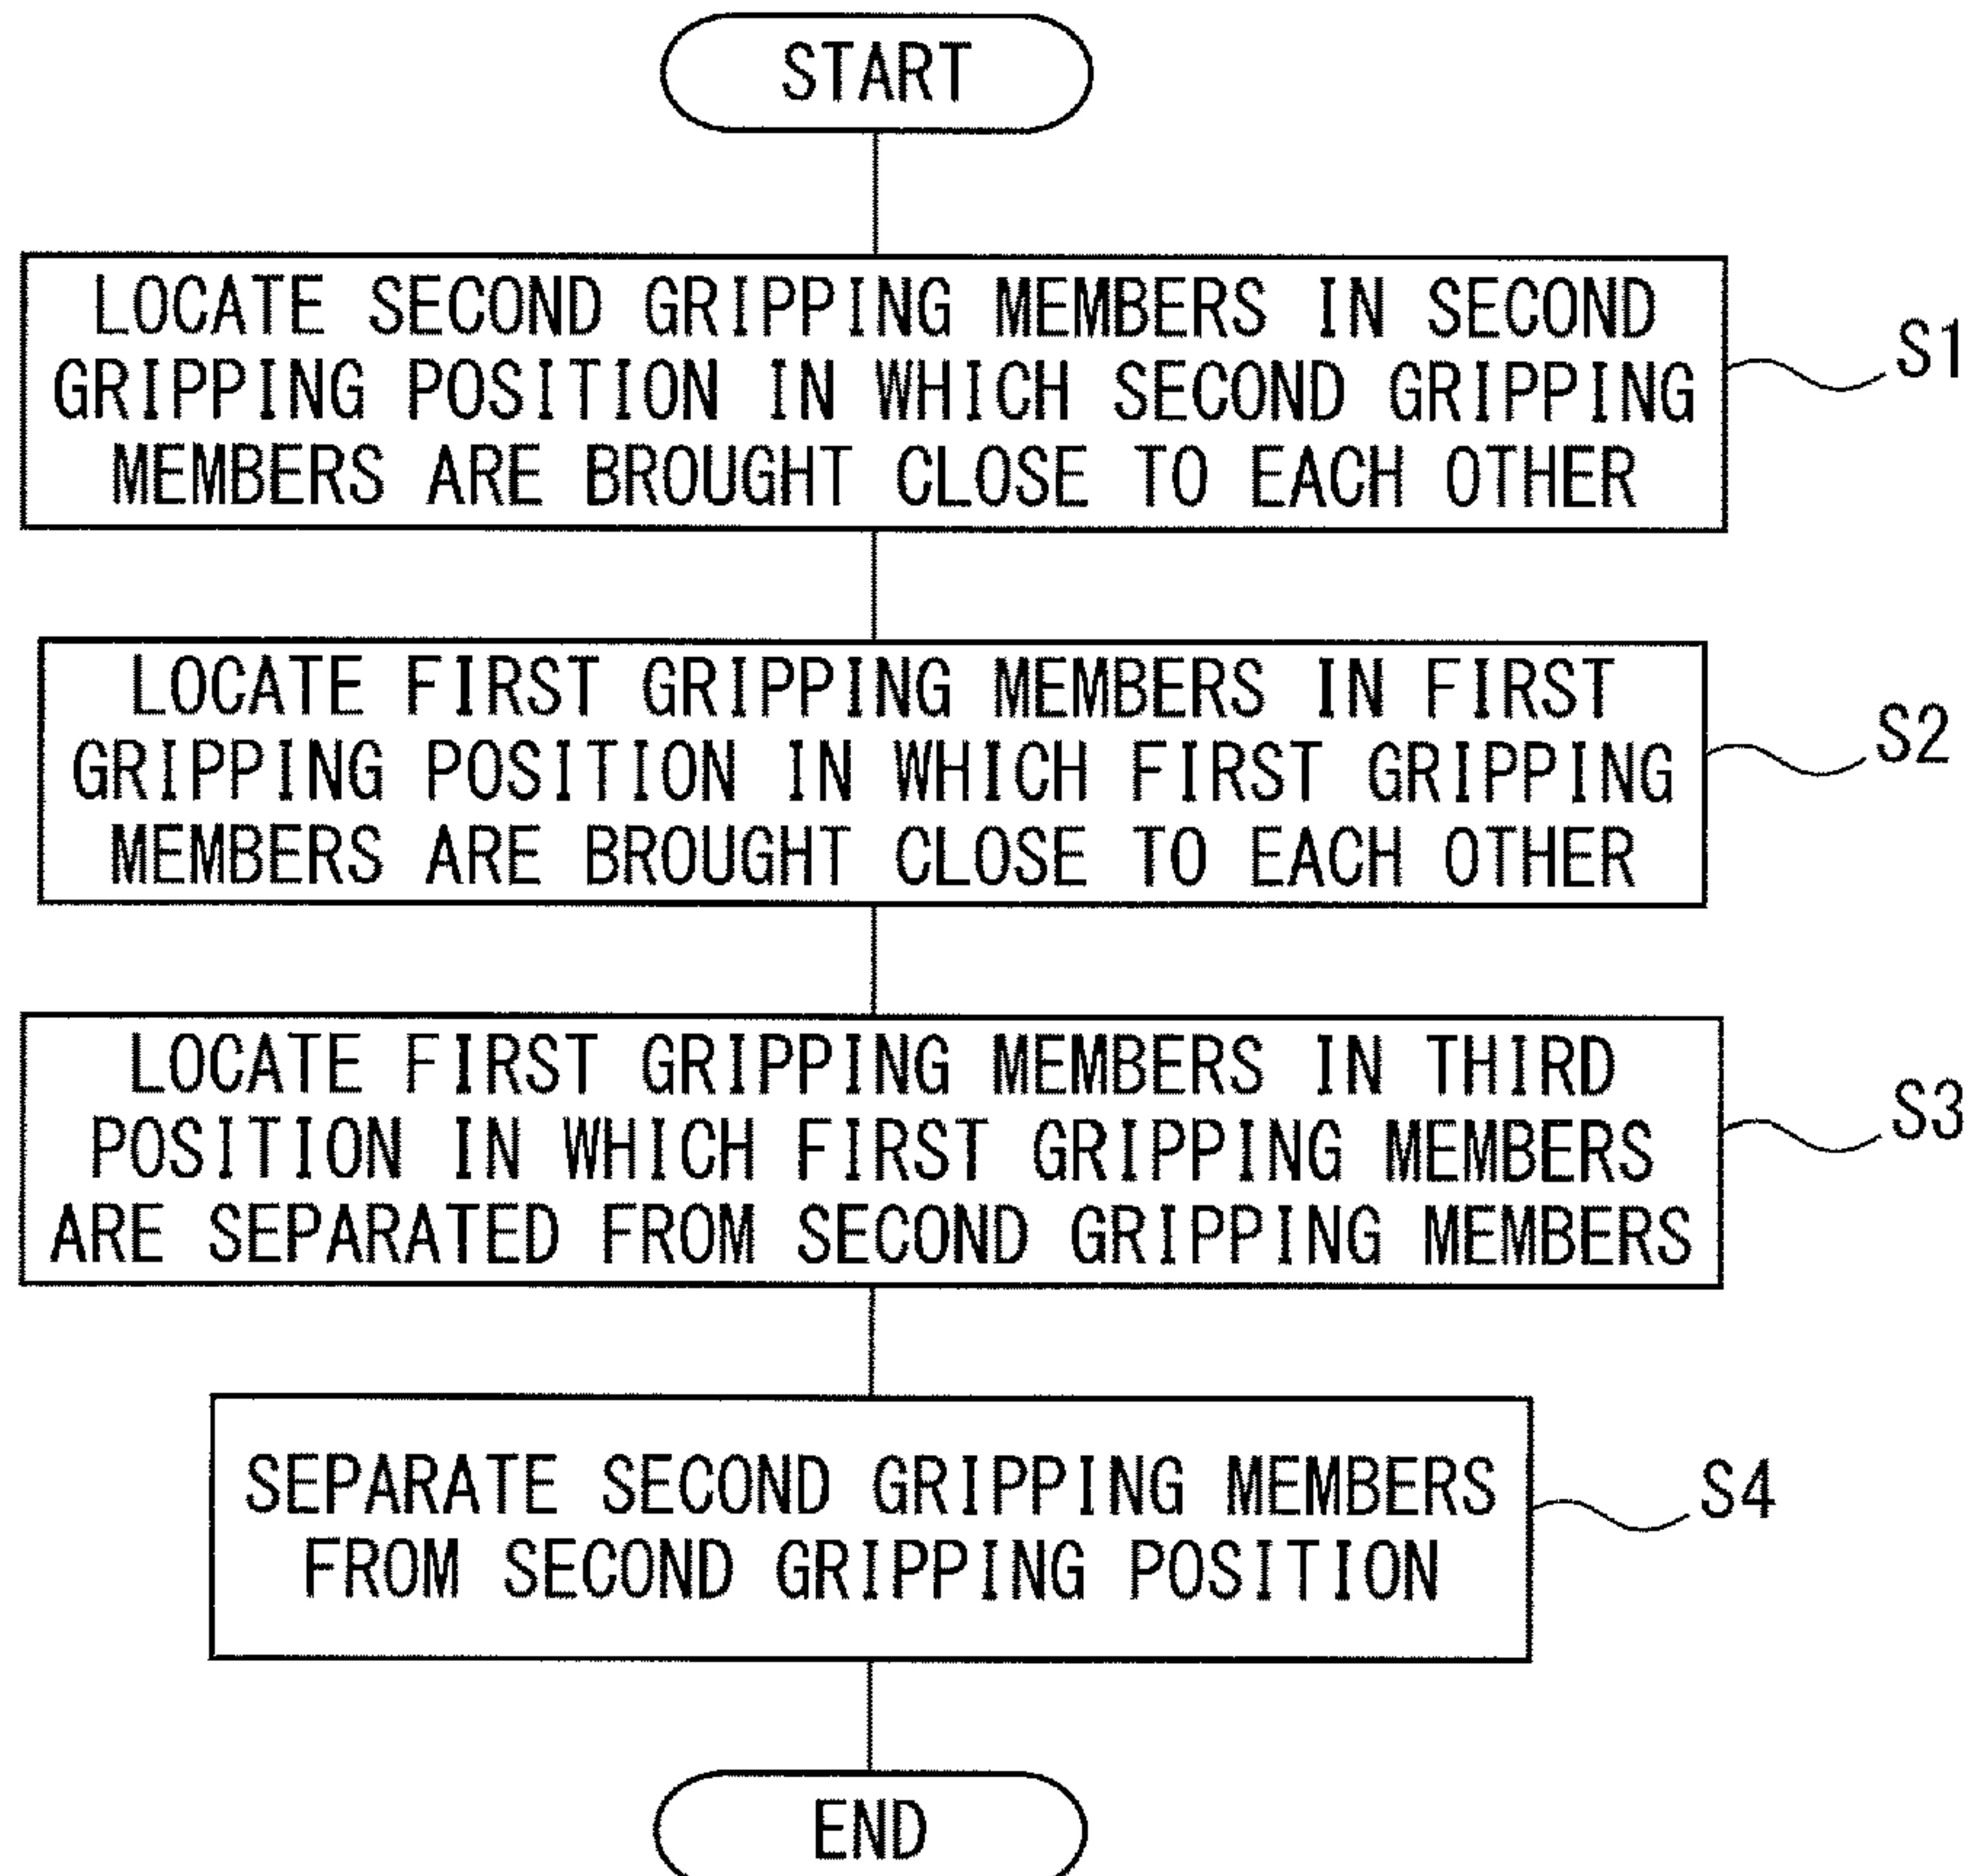 START
LOCATE SECOND GRIPPING MEMBERS IN SECOND
GRIPPING POSITION IN WHICH SECOND GRIPPING
MEMBERS ARE BROUGHT CLOSE TO EACH OTHER
S1
LOCATE FIRST GRIPPING MEMBERS IN FIRST
GRIPPING POSITION IN WHICH FIRST GRIPPING
MEMBERS ARE BROUGHT CLOSE TO EACH OTHER
S2
LOCATE FIRST GRIPPING MEMBERS IN THIRD
POSITION IN WHICH FIRST GRIPPING MEMBERS
ARE SEPARATED FROM SECOND GRIPPING MEMBERS
S3
SEPARATE SECOND GRIPPING MEMBERS
FROM SECOND GRIPPING POSITION
S4
END